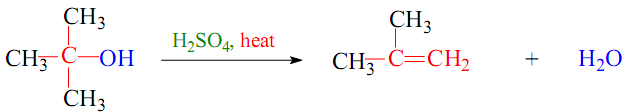 CH₃ CH₃
CH₃—C—OH H₂SO₄, heat CH₃—C=CH₂ + H₂O
CH₃